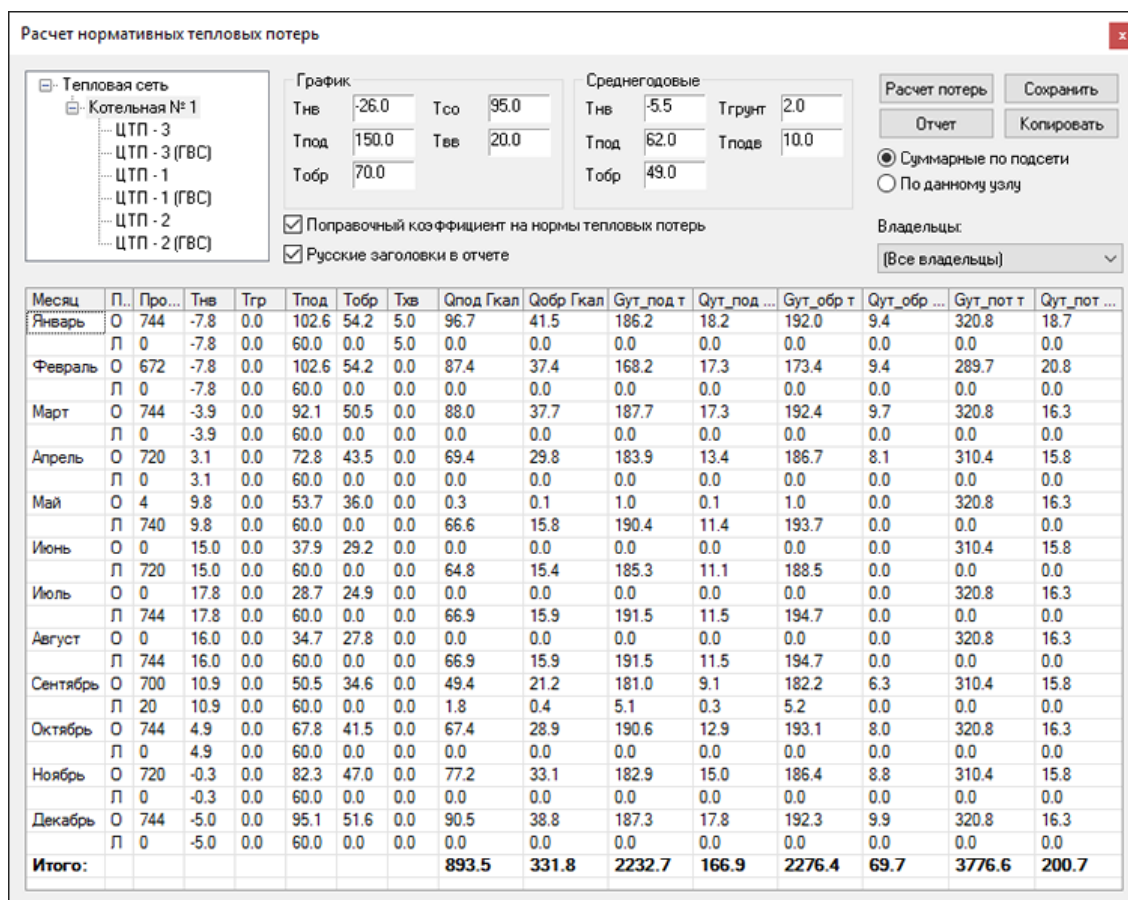 Расчет нормативных тепловых потерь
x
Тепловая сеть
Котельная № 1
ЦТП - 3
ЦТП - 3 (ГВС)
ЦТП - 1
ЦТП - 1 (ГВС)
ЦТП - 2
ЦТП - 2 (ГВС)
График
Тнв -26.0 Тсо 95.0
Тпод 150.0 Твв 20.0
Тобр 70.0
Среднегодовые
Тнв -5.5 Тгрунт 2.0
Тпод 62.0 Тподв 10.0
Тобр 49.0
Расчет потерь Сохранить
Отчет Копировать
Суммарные по подсети
По данному узлу
Поправочный коэффициент на нормы тепловых потерь
Русские заголовки в отчете
Владельцы:
(Все владельцы)
Месяц П.. Про... Тнв Тгр Тпод Тобр Тхв Qпод Гкал Qобр Гкал Gут_под т Qут_под ... Gут_обр т Qут_обр ... Gут_пот т Qут_пот ...
Январь О 744 -7.8 0.0 102.6 54.2 5.0 96.7 41.5 186.2 18.2 192.0 9.4 320.8 18.7
Л 0 -7.8 0.0 60.0 0.0 5.0 0.0 0.0 0.0 0.0 0.0 0.0 0.0 0.0
Февраль О 672 -7.8 0.0 102.6 54.2 0.0 87.4 37.4 168.2 17.3 173.4 9.4 289.7 20.8
Л 0 -7.8 0.0 60.0 0.0 0.0 0.0 0.0 0.0 0.0 0.0 0.0 0.0 0.0
Март О 744 -3.9 0.0 92.1 50.5 0.0 88.0 37.7 187.7 17.3 192.4 9.7 320.8 16.3
Л 0 -3.9 0.0 60.0 0.0 0.0 0.0 0.0 0.0 0.0 0.0 0.0 0.0 0.0
Апрель О 720 3.1 0.0 72.8 43.5 0.0 69.4 29.8 183.9 13.4 186.7 8.1 310.4 15.8
Л 0 3.1 0.0 60.0 0.0 0.0 0.0 0.0 0.0 0.0 0.0 0.0 0.0 0.0
Май О 4 9.8 0.0 53.7 36.0 0.0 0.3 0.1 1.0 0.1 1.0 0.0 320.8 16.3
Л 740 9.8 0.0 60.0 0.0 0.0 66.6 15.8 190.4 11.4 193.7 0.0 0.0 0.0
Июнь О 0 15.0 0.0 37.9 29.2 0.0 0.0 0.0 0.0 0.0 0.0 0.0 310.4 15.8
Л 720 15.0 0.0 60.0 0.0 0.0 64.8 15.4 185.3 11.1 188.5 0.0 0.0 0.0
Июль О 0 17.8 0.0 28.7 24.9 0.0 0.0 0.0 0.0 0.0 0.0 0.0 320.8 16.3
Л 744 17.8 0.0 60.0 0.0 0.0 66.9 15.9 191.5 11.5 194.7 0.0 0.0 0.0
Август О 0 16.0 0.0 34.7 27.8 0.0 0.0 0.0 0.0 0.0 0.0 0.0 320.8 16.3
Л 744 16.0 0.0 60.0 0.0 0.0 66.9 15.9 191.5 11.5 194.7 0.0 0.0 0.0
Сентябрь О 700 10.9 0.0 50.5 34.6 0.0 49.4 21.2 181.0 9.1 182.2 6.3 310.4 15.8
Л 20 10.9 0.0 60.0 0.0 0.0 1.8 0.4 5.1 0.3 5.2 0.0 0.0 0.0
Октябрь О 744 4.9 0.0 67.8 41.5 0.0 67.4 28.9 190.6 12.9 193.1 8.0 320.8 16.3
Л 0 4.9 0.0 60.0 0.0 0.0 0.0 0.0 0.0 0.0 0.0 0.0 0.0 0.0
Ноябрь О 720 -0.3 0.0 82.3 47.0 0.0 77.2 33.1 182.9 15.0 186.4 8.8 310.4 15.8
Л 0 -0.3 0.0 60.0 0.0 0.0 0.0 0.0 0.0 0.0 0.0 0.0 0.0 0.0
Декабрь О 744 -5.0 0.0 95.1 51.6 0.0 90.5 38.8 187.3 17.8 192.3 9.9 320.8 16.3
Л 0 -5.0 0.0 60.0 0.0 0.0 0.0 0.0 0.0 0.0 0.0 0.0 0.0 0.0
Итого: 893.5 331.8 2232.7 166.9 2276.4 69.7 3776.6 200.7